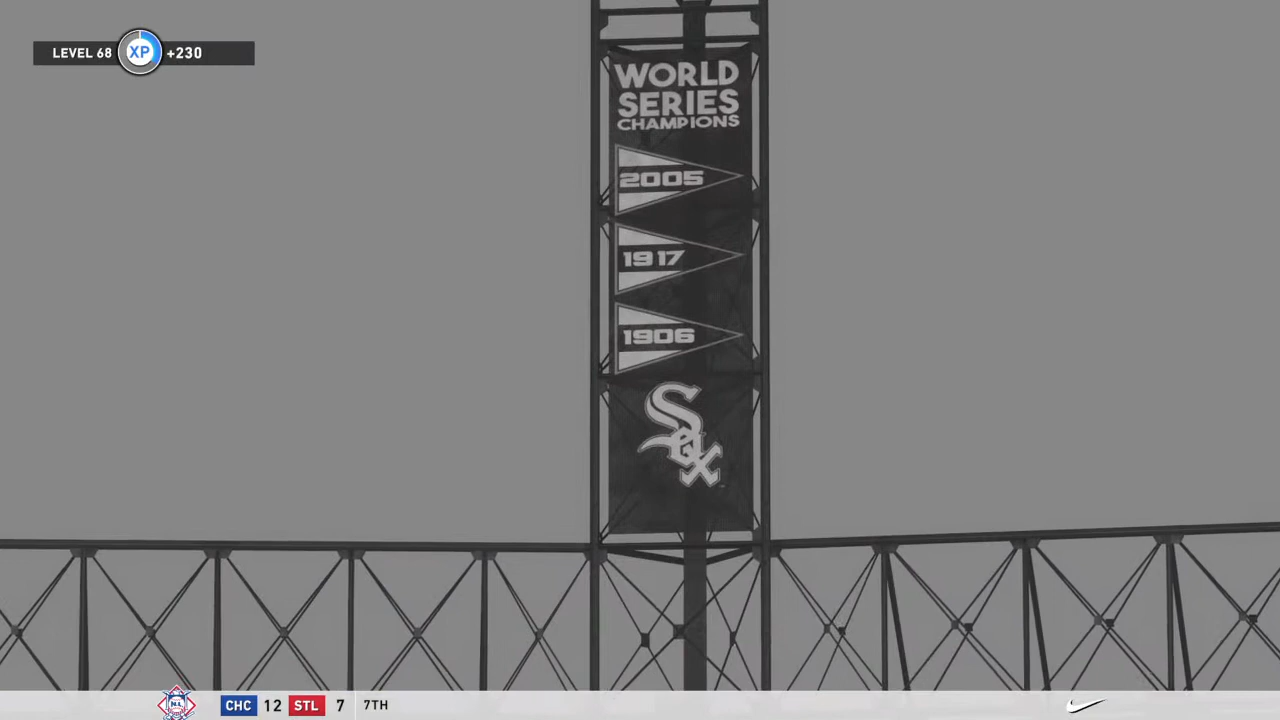 LEVEL 68 XP +230
WORLD
SERIES
CHAMPIONS
2005
1917
1906
Sox
N.L.
CHC 12 STL 7 7TH